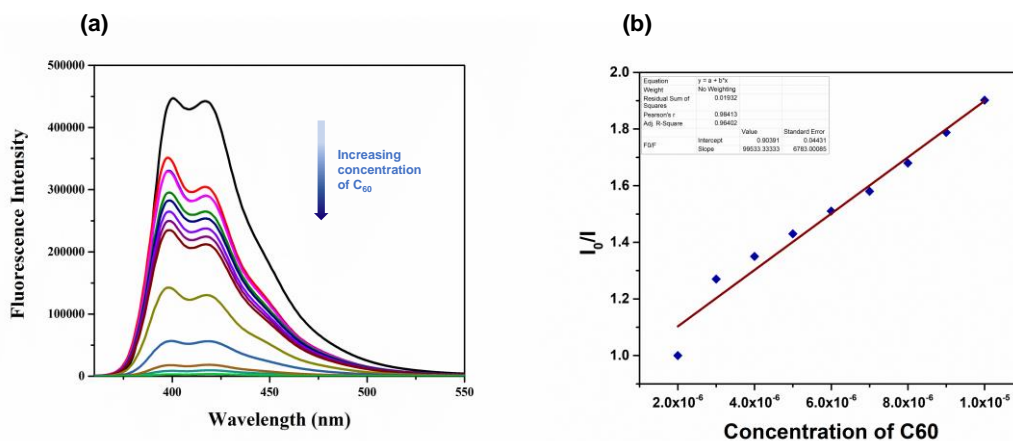 (a)
500000
400000
300000
200000
100000
0
Fluorescence Intensity
400
450
500
550
Wavelength (nm)
Increasing
concentration
of C60
(b)
2.0
1.8
1.6
1.4
1.2
1.0
I0/I
2.0x10-6
4.0x10-6
6.0x10-6
8.0x10-6
1.0x10-5
Concentration of C60
Equation y = a + b*x
Weight No Weighting
Residual Sum of 0.01932
Squares
Pearson's r 0.98413
Adj. R-Square 0.96402
Value Standard Error
F0/F Intercept 0.90391 0.04431
Slope 99533.33333 6783.00085